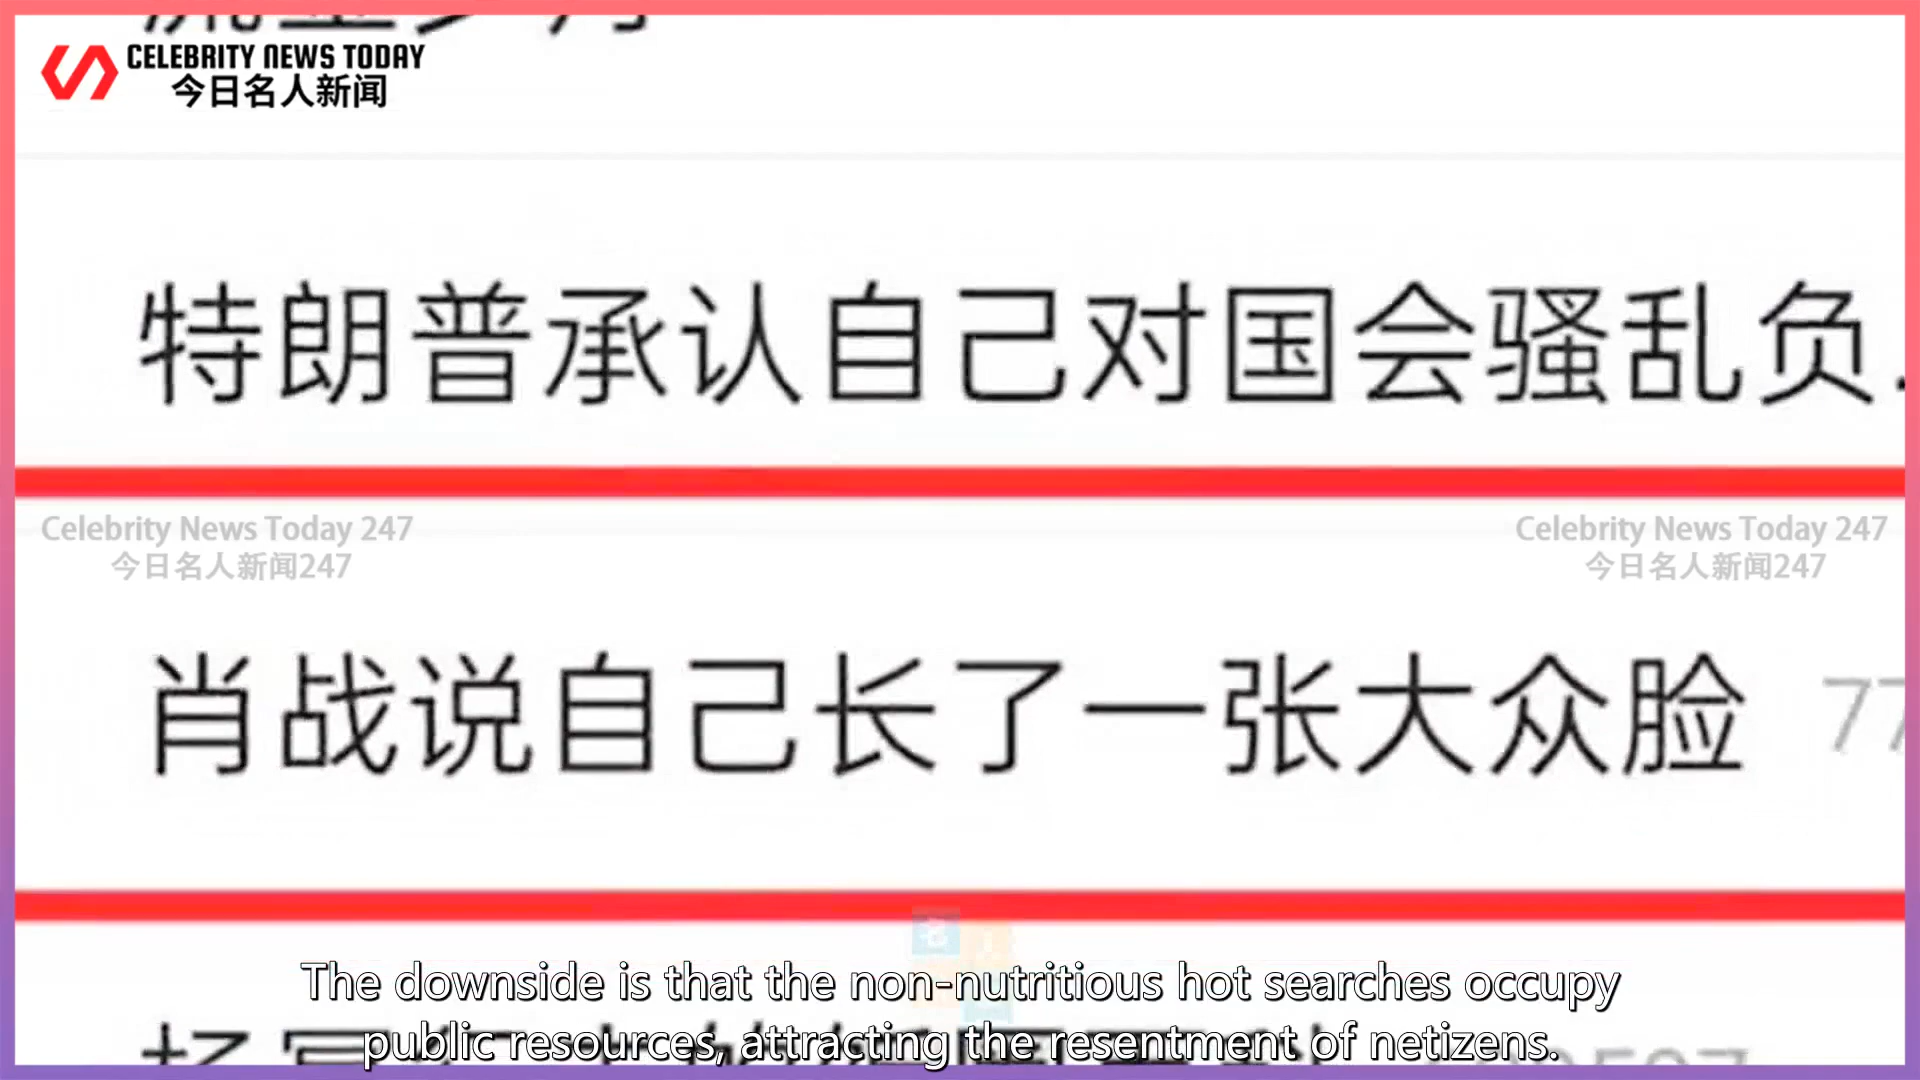 CELEBRITY NEWS TODAY
今日名人新闻
特朗普承认自己对国会骚乱负
Celebrity News Today 247
今日名人新闻247
Celebrity News Today 247
今日名人新闻247
肖战说自己长了一张大众脸 77
The downside is that the non-nutritious hot searches occupy
public resources, attracting the resentment of netizens.